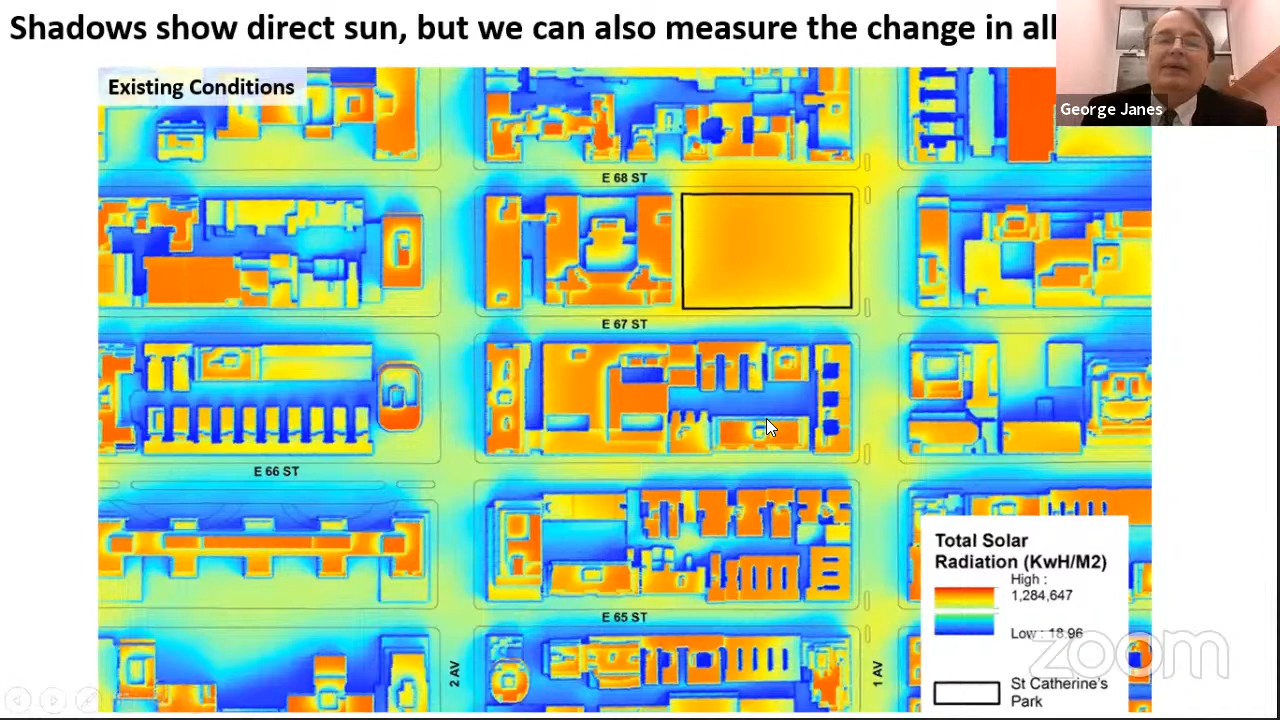 Shadows show direct sun, but we can also measure the change in all
Existing Conditions
George Janes
E 68 ST
E 67 ST
E 66 ST
E 65 ST
2 AV
1 AV
Total Solar
Radiation (KwH/M2)
High :
1,284,647
Low : 18.96
zoom
St Catherine's
Park